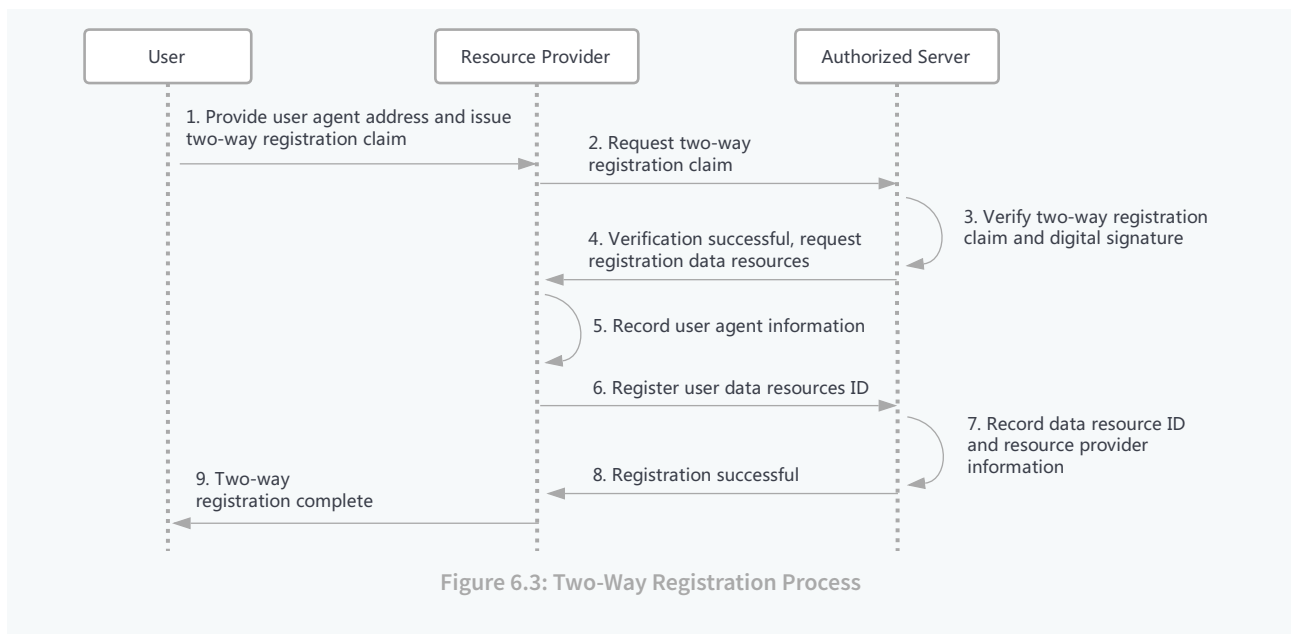 User
Resource Provider
Authorized Server
1. Provide user agent address and issue
two-way registration claim
2. Request two-way
registration claim
3. Verify two-way registration
claim and digital signature
4. Verification successful, request
registration data resources
5. Record user agent information
6. Register user data resources ID
7. Record data resource ID
and resource provider
information
8. Registration successful
9. Two-way
registration complete
Figure 6.3: Two-Way Registration Process